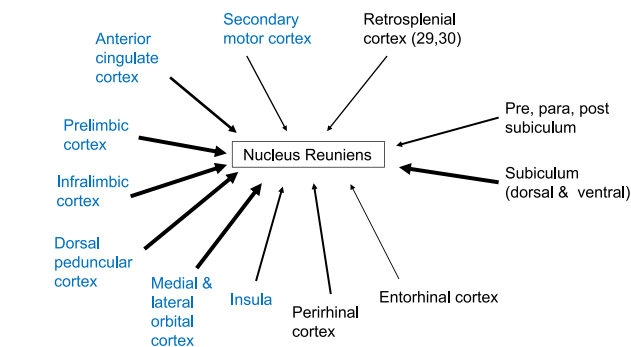 Secondary
motor cortex
Retrosplenial
cortex (29,30)
Anterior
cingulate
cortex
Pre, para, post
subiculum
Prelimbic
cortex
Nucleus Reuniens
Subiculum
(dorsal & ventral)
Infralimbic
cortex
Dorsal
peduncular
cortex
Medial &
lateral
orbital
cortex
Insula
Perirhinal
cortex
Entorhinal cortex